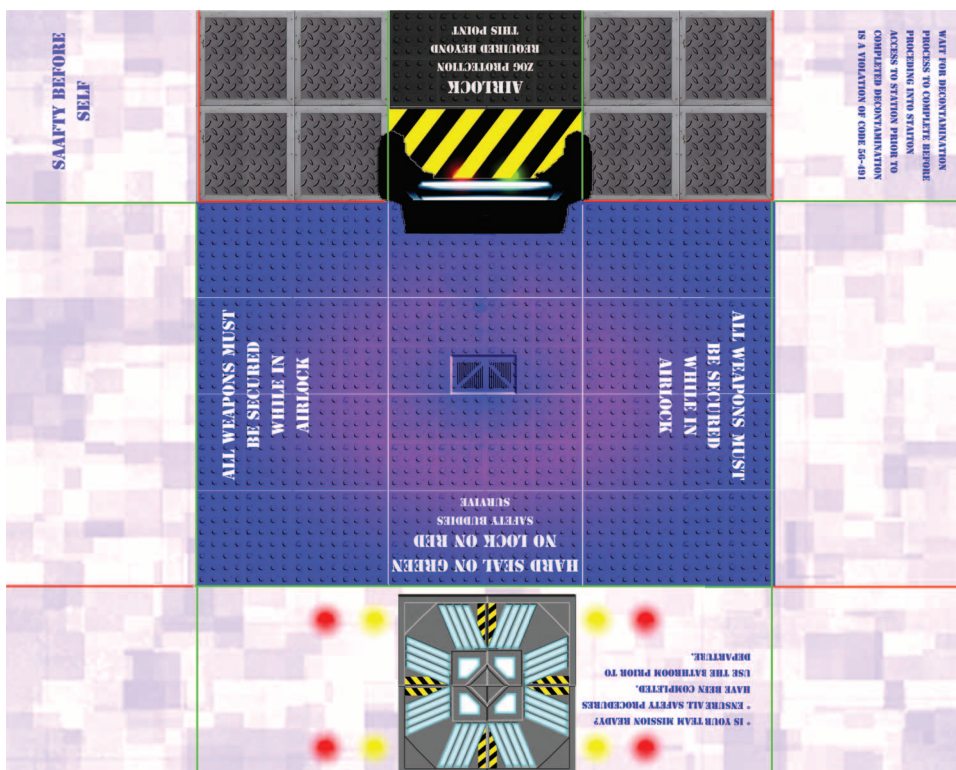 SAAFTY BEFORE
SELF
AIRLOCK
ZOG PROTECTION
REQUIRED BEYOND
THIS POINT
WAIT FOR DECONTAMINATION
PROCESS TO COMPLETE BEFORE
PROCEDING INTO STAITON
ACCESS TO STATION PRIOR TO
COMPLETED DECONTAMINATION
IS A VIOLATION OF CODE 56-491
ALL WEAPONS MUST
BE SECURED
WHILE IN
AIRLOCK
ALL WEAPONS MUST
BE SECURED
WHILE IN
AIRLOCK
HARD SEAL ON GREEN
NO LOCK ON RED
SAFETY BUDDIES
SURVIVE
* IS YOUR TEAM MISSION READY?
* ENSURE ALL SAFETY PROCEDURES
HAVE BEIN COMPLETED.
USE THE BATHROOM PRIOR TO
DEPARTURE.